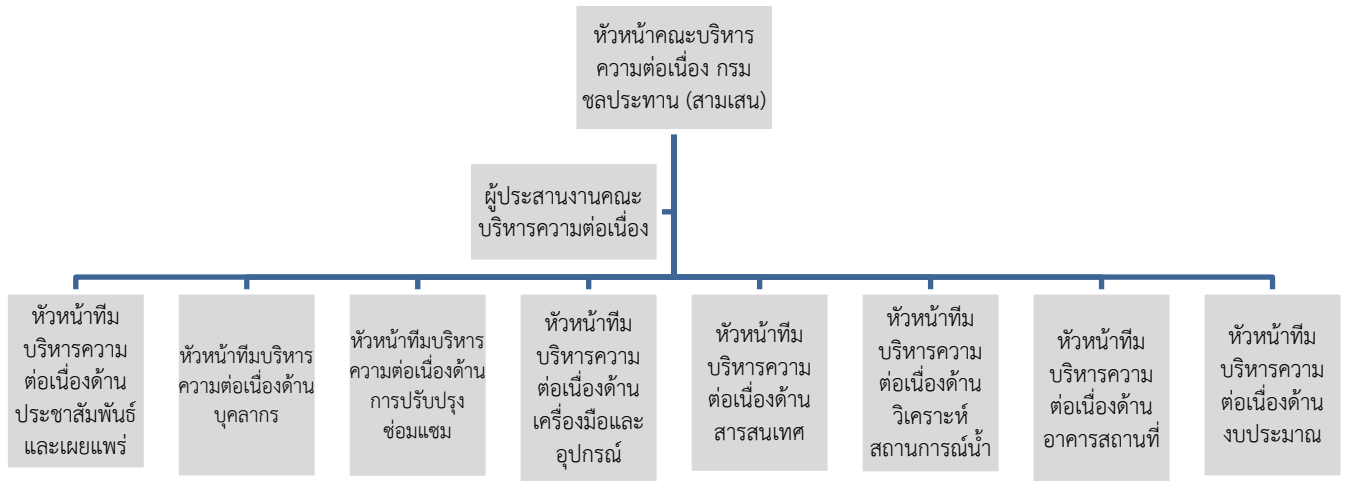 หัวหน้าคณะบริหาร
ความต่อเนื่อง กรม
ชลประทาน (สามเสน)
ผู้ประสานงานคณะ
บริหารความต่อเนื่อง
หัวหน้าทีม
บริหารความ
ต่อเนื่องด้าน
ประชาสัมพันธ์
และเผยแพร่
หัวหน้าทีมบริหาร
ความต่อเนื่องด้าน
บุคลากร
หัวหน้าทีมบริหาร
ความต่อเนื่องด้าน
การปรับปรุง
ซ่อมแซม
หัวหน้าทีม
บริหารความ
ต่อเนื่องด้าน
เครื่องมือและ
อุปกรณ์
หัวหน้าทีม
บริหารความ
ต่อเนื่องด้าน
สารสนเทศ
หัวหน้าทีม
บริหารความ
ต่อเนื่องด้าน
วิเคราะห์
สถานการณ์น้ำ
หัวหน้าทีม
บริหารความ
ต่อเนื่องด้าน
อาคารสถานที่
หัวหน้าทีม
บริหารความ
ต่อเนื่องด้าน
งบประมาณ